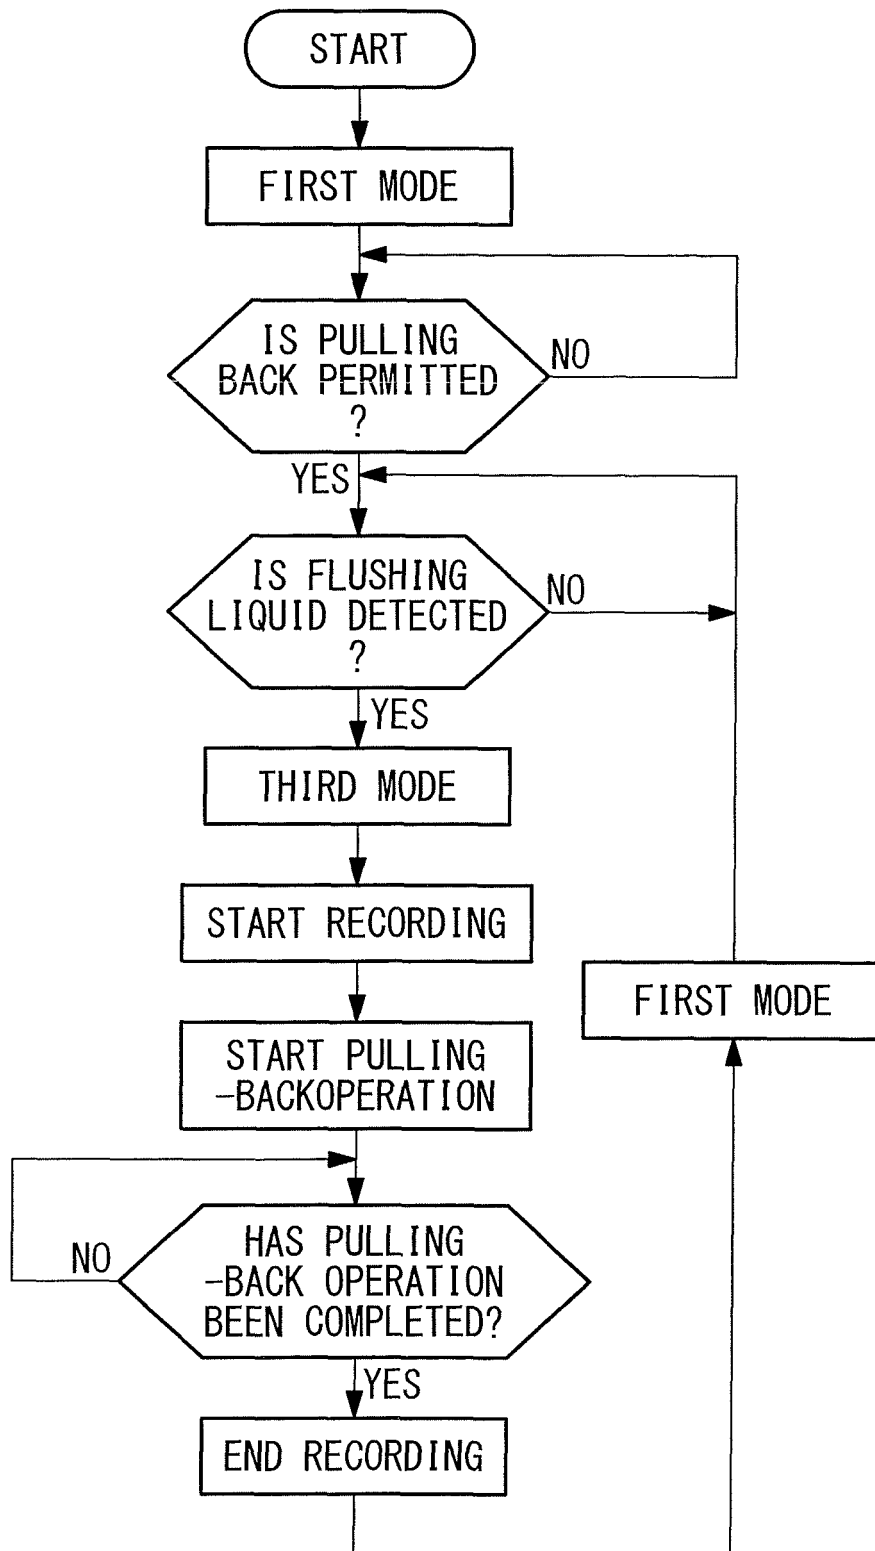 START
FIRST MODE
IS PULLING
BACK PERMITTED
?
NO
YES
IS FLUSHING
LIQUID DETECTED
?
NO
YES
THIRD MODE
START RECORDING
FIRST MODE
START PULLING
-BACKOPERATION
HAS PULLING
-BACK OPERATION
BEEN COMPLETED?
NO
YES
END RECORDING